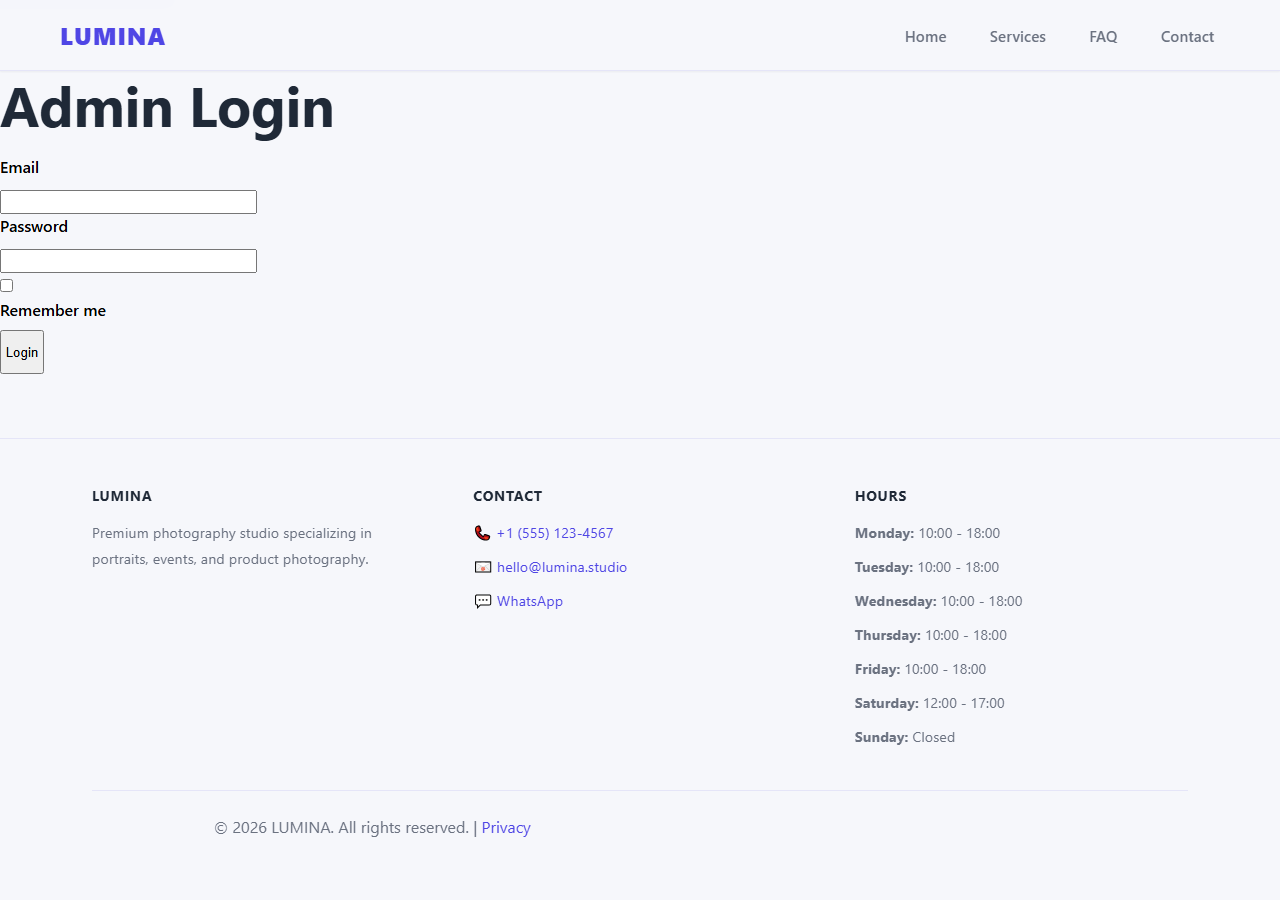 LUMINA
Home Services FAQ Contact
Admin Login
Email
Password
Remember me
Login
LUMINA
Premium photography studio specializing in
portraits, events, and product photography.
CONTACT
📞 +1 (555) 123-4567
📧 hello@lumina.studio
💬 WhatsApp
HOURS
Monday: 10:00 - 18:00
Tuesday: 10:00 - 18:00
Wednesday: 10:00 - 18:00
Thursday: 10:00 - 18:00
Friday: 10:00 - 18:00
Saturday: 12:00 - 17:00
Sunday: Closed
© 2026 LUMINA. All rights reserved. | Privacy